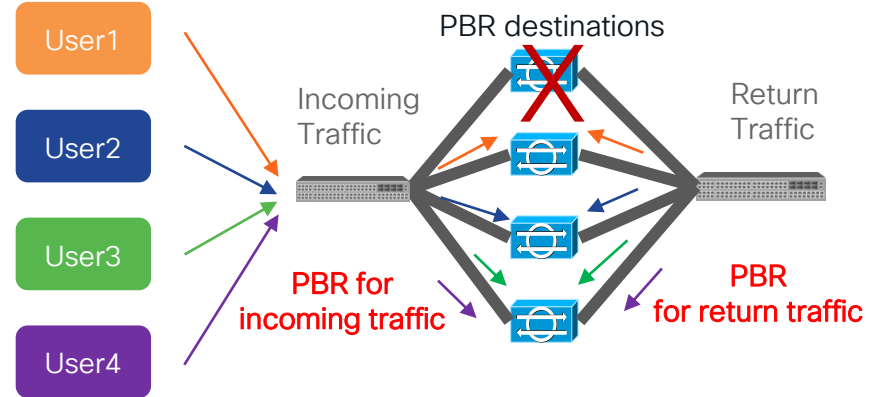 User1
User2
User3
User4
PBR destinations
Incoming
Traffic
Return
Traffic
PBR for
incoming traffic
PBR
for return traffic